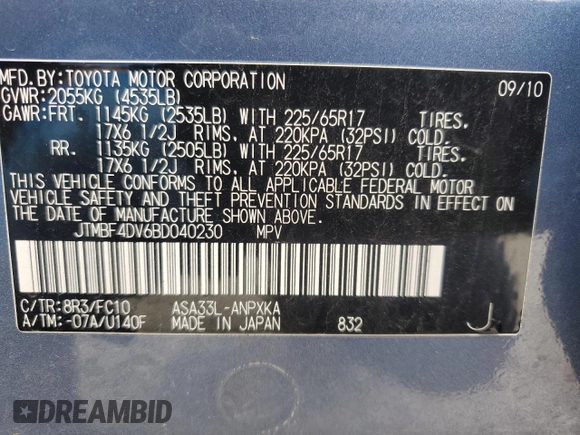 MFD.BY:TOYOTA MOTOR CORPORATION 09/10
GVWR:2055KG (4535LB)
GAWR:FRT. 1145KG (2535LB) WITH 225/65R17 TIRES.
17X6 1/2J RIMS. AT 220KPA (32PSI) COLD.
RR. 1135KG (2505LB) WITH 225/65R17 TIRES.
17X6 1/2J RIMS. AT 220KPA (32PSI) COLD.
THIS VEHICLE CONFORMS TO ALL APPLICABLE FEDERAL MOTOR
VEHICLE SAFETY AND THEFT PREVENTION STANDARDS IN EFFECT ON
THE DATE OF MANUFACTURE SHOWN ABOVE.
JTMBF4DV6BD040230 MPV
C/TR:8R3/FC10 ASA33L-ANPXKA
A/TM:-07A/U140F MADE IN JAPAN 832 J
DREAMBID